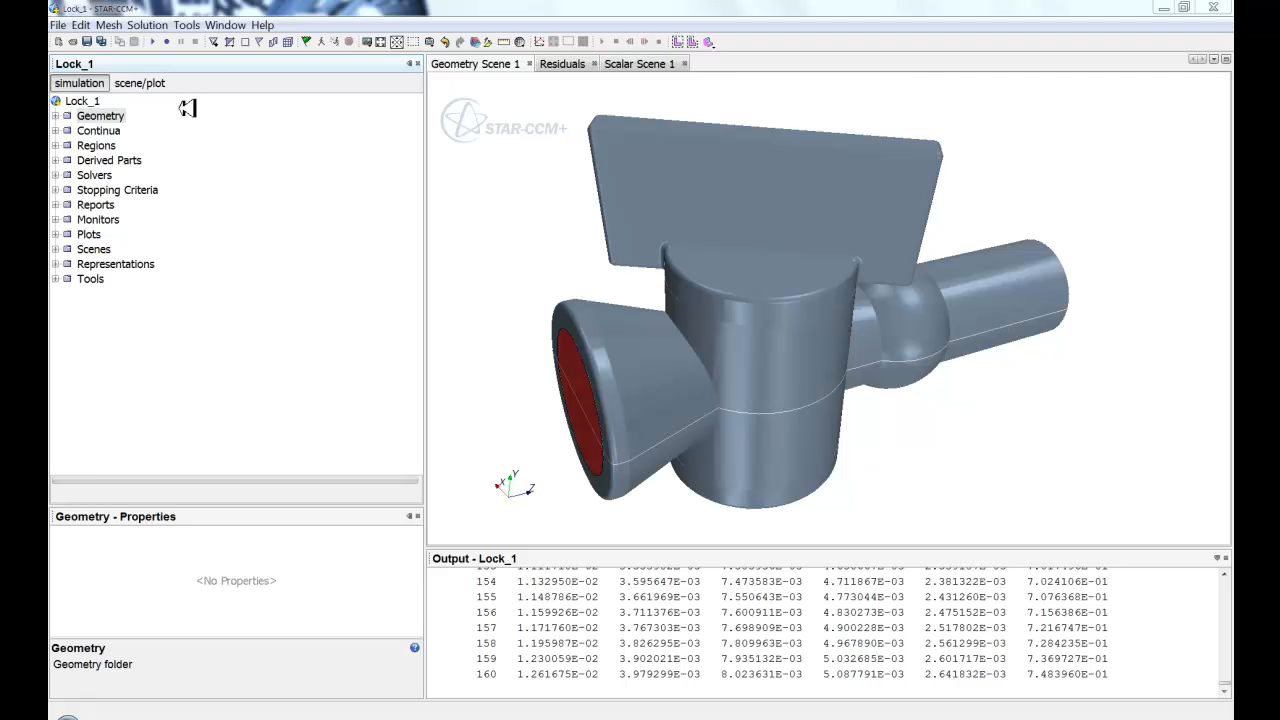 Lock_1 - STAR-CCM+
File Edit Mesh Solution Tools Window Help
Lock_1
simulation scene/plot
Lock_1
Geometry
Continua
Regions
Derived Parts
Solvers
Stopping Criteria
Reports
Monitors
Plots
Scenes
Representations
Tools
Geometry - Properties
<No Properties>
Geometry
Geometry folder
Geometry Scene 1 Residuals Scalar Scene 1
STAR-CCM+
X Y Z
Output - Lock_1
154 1.132950E-02 3.595647E-03 7.473583E-03 4.711867E-03 2.381322E-03 7.024106E-01
155 1.148786E-02 3.661969E-03 7.550643E-03 4.773044E-03 2.431260E-03 7.076368E-01
156 1.159926E-02 3.711376E-03 7.600911E-03 4.830273E-03 2.475152E-03 7.156386E-01
157 1.171760E-02 3.767303E-03 7.698909E-03 4.900228E-03 2.517802E-03 7.216747E-01
158 1.195987E-02 3.826295E-03 7.809963E-03 4.967890E-03 2.561299E-03 7.284235E-01
159 1.230059E-02 3.902021E-03 7.935132E-03 5.032685E-03 2.601717E-03 7.369727E-01
160 1.261675E-02 3.979299E-03 8.023631E-03 5.087791E-03 2.641832E-03 7.483960E-01